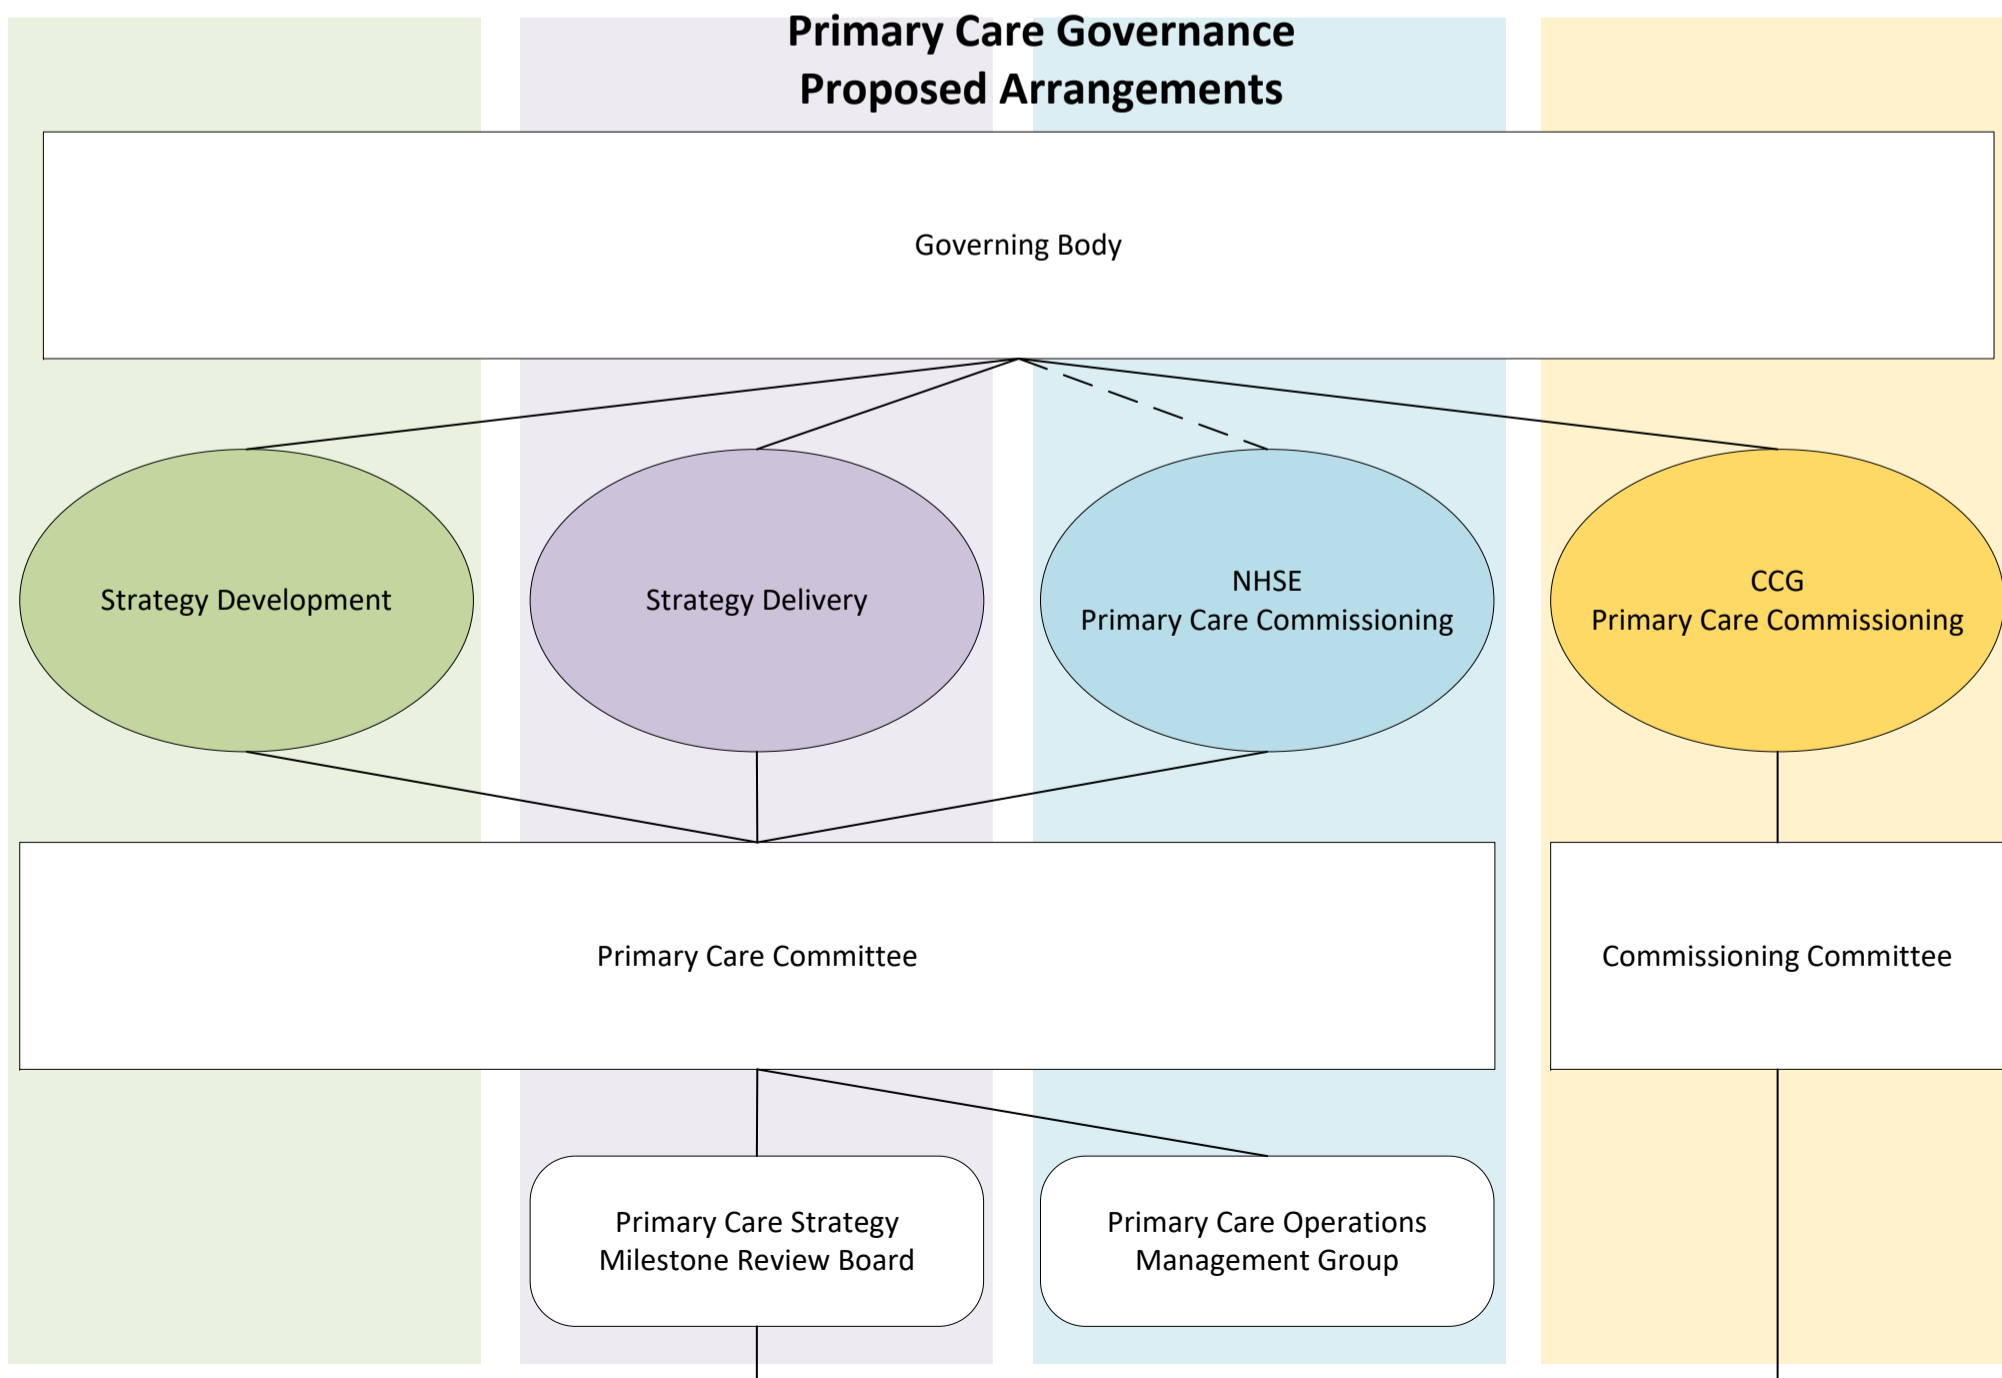 Primary Care Governance
Proposed Arrangements
Governing Body
Strategy Development
Strategy Delivery
NHSE
Primary Care Commissioning
CCG
Primary Care Commissioning
Primary Care Committee
Commissioning Committee
Primary Care Strategy
Milestone Review Board
Primary Care Operations
Management Group